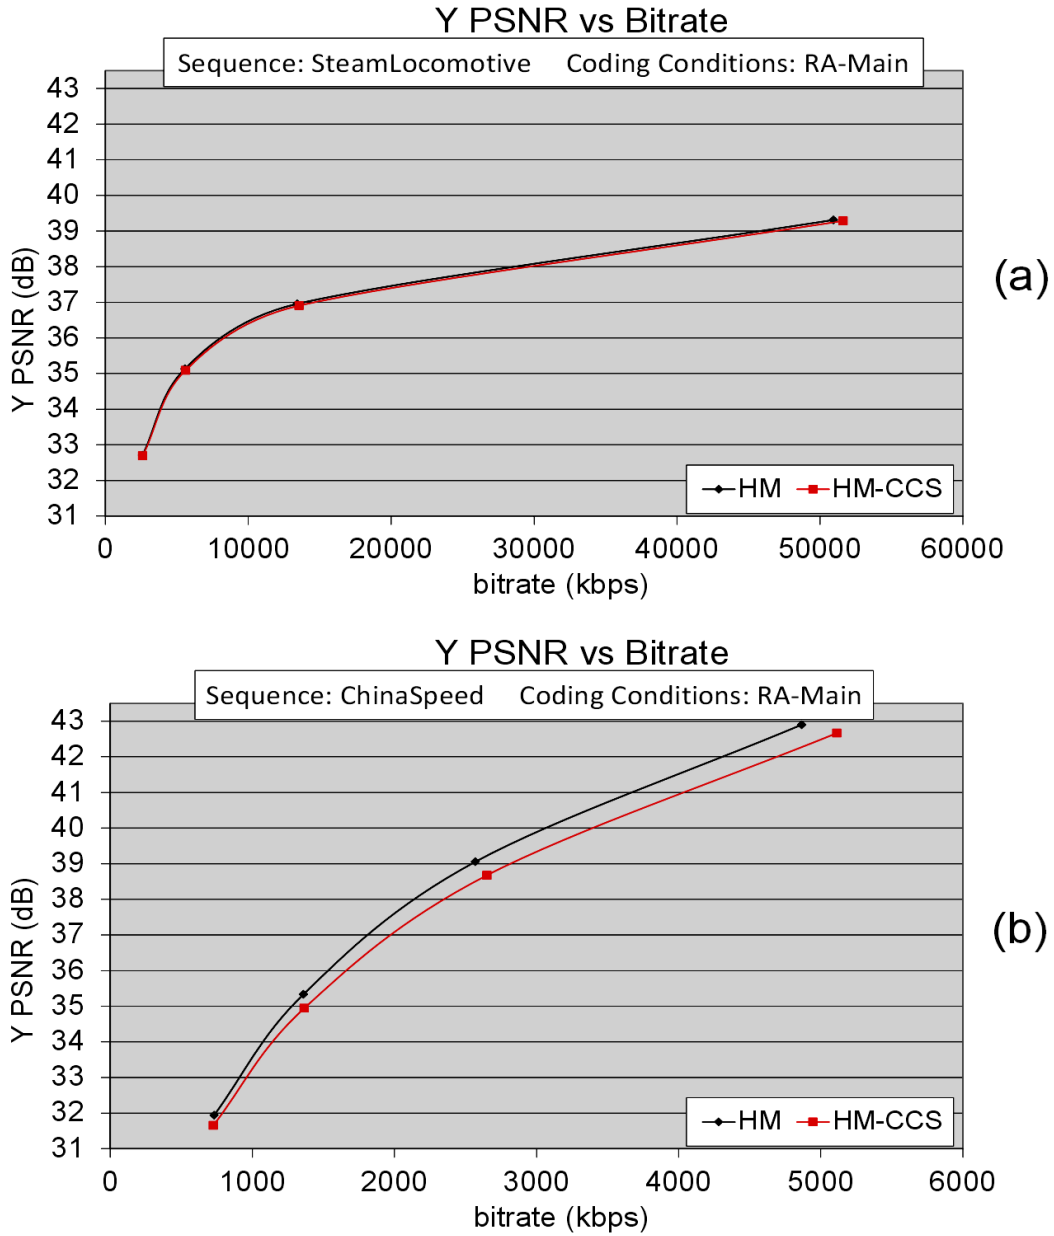 Y PSNR vs Bitrate
Sequence: SteamLocomotive Coding Conditions: RA-Main
43
42
41
40
39
38
37
36
35
34
33
32
31
Y PSNR (dB)
(a)
HM HM-CCS
0 10000 20000 30000 40000 50000 60000
bitrate (kbps)
Y PSNR vs Bitrate
Sequence: ChinaSpeed Coding Conditions: RA-Main
43
42
41
40
39
38
37
36
35
34
33
32
31
Y PSNR (dB)
(b)
HM HM-CCS
0 1000 2000 3000 4000 5000 6000
bitrate (kbps)